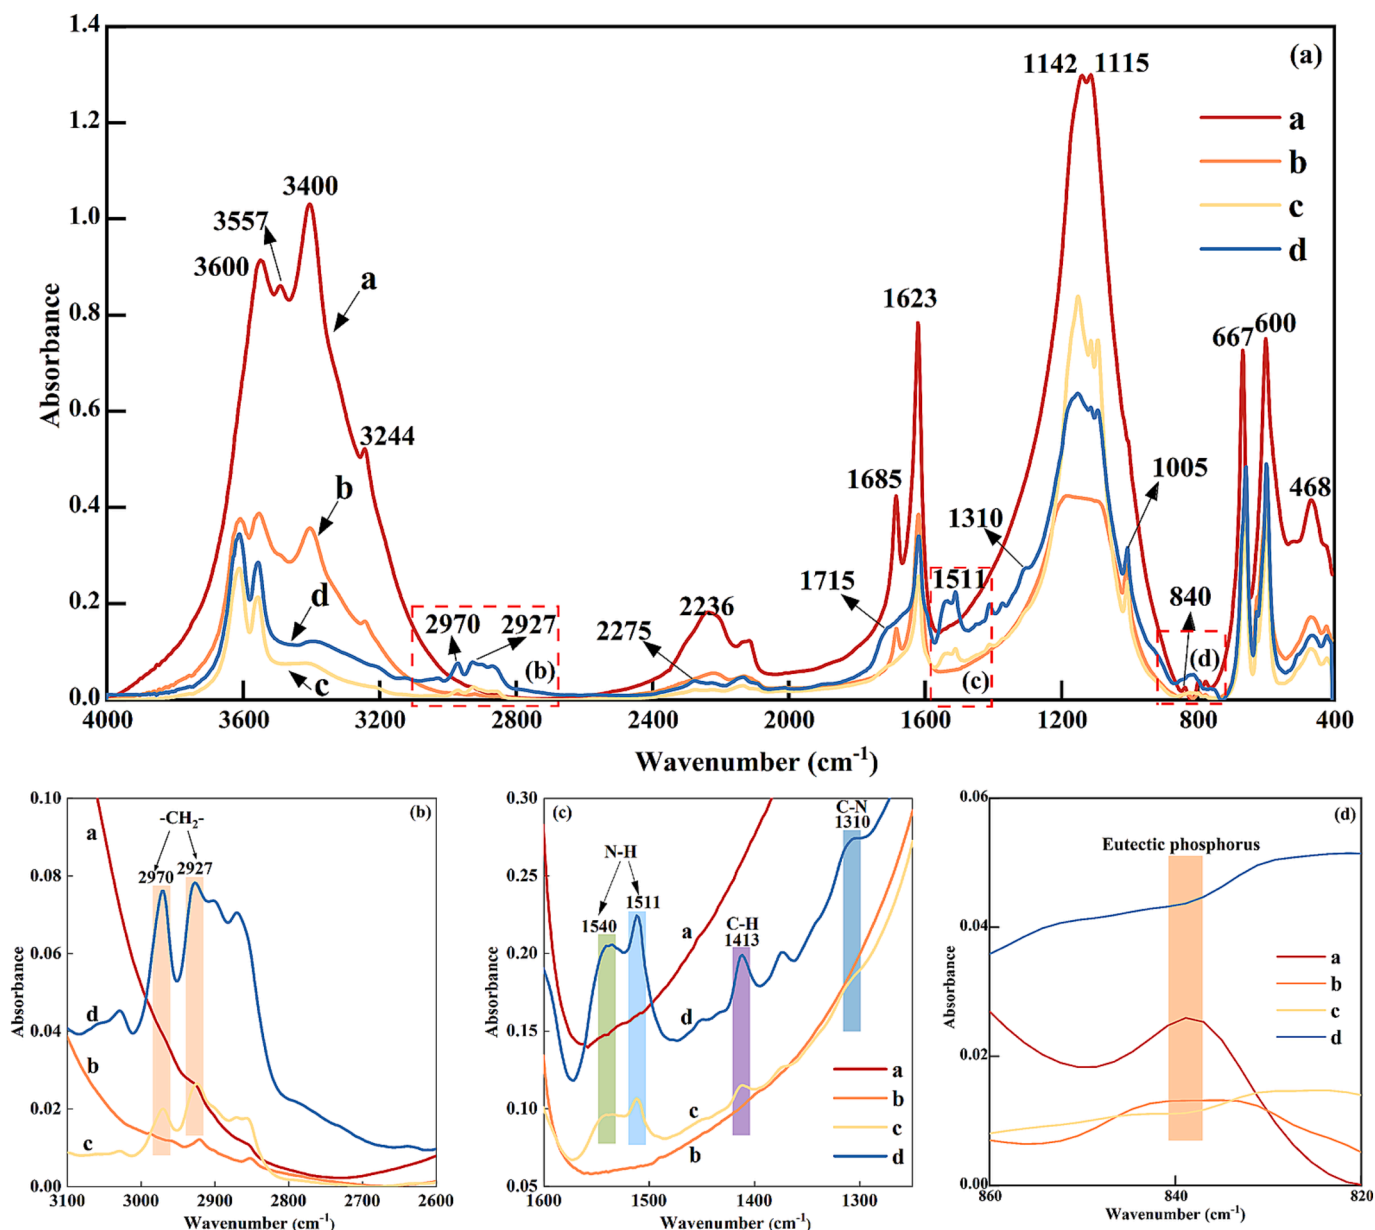 (a)
1.4
1.2
1.0
0.8
0.6
0.4
0.2
0.0
Absorbance
4000 3600 3200 2800 2400 2000 1600 1200 800 400
Wavenumber (cm-1)
3600
3557
3400
3244
a
b
d
c
2970
2927
(b)
2275
2236
1715
1685
1623
1511
(c)
1310
1142
1115
1005
840
(d)
667
600
468
a
b
c
d
(b)
0.10
0.08
0.06
0.04
0.02
0.00
Absorbance
-CH2-
2970 2927
a
d
b
c
3100 3000 2900 2800 2700 2600
Wavenumber (cm-1)
(c)
0.30
0.25
0.20
0.15
0.10
0.05
Absorbance
N-H
1540
1511
C-H
1413
C-N
1310
a
d
c
b
a
b
c
d
1600 1500 1400 1300
Wavenumber (cm-1)
(d)
0.06
0.04
0.02
0.00
Absorbance
Eutectic phosphorus
a
b
c
d
860 840 820
Wavenumber (cm-1)